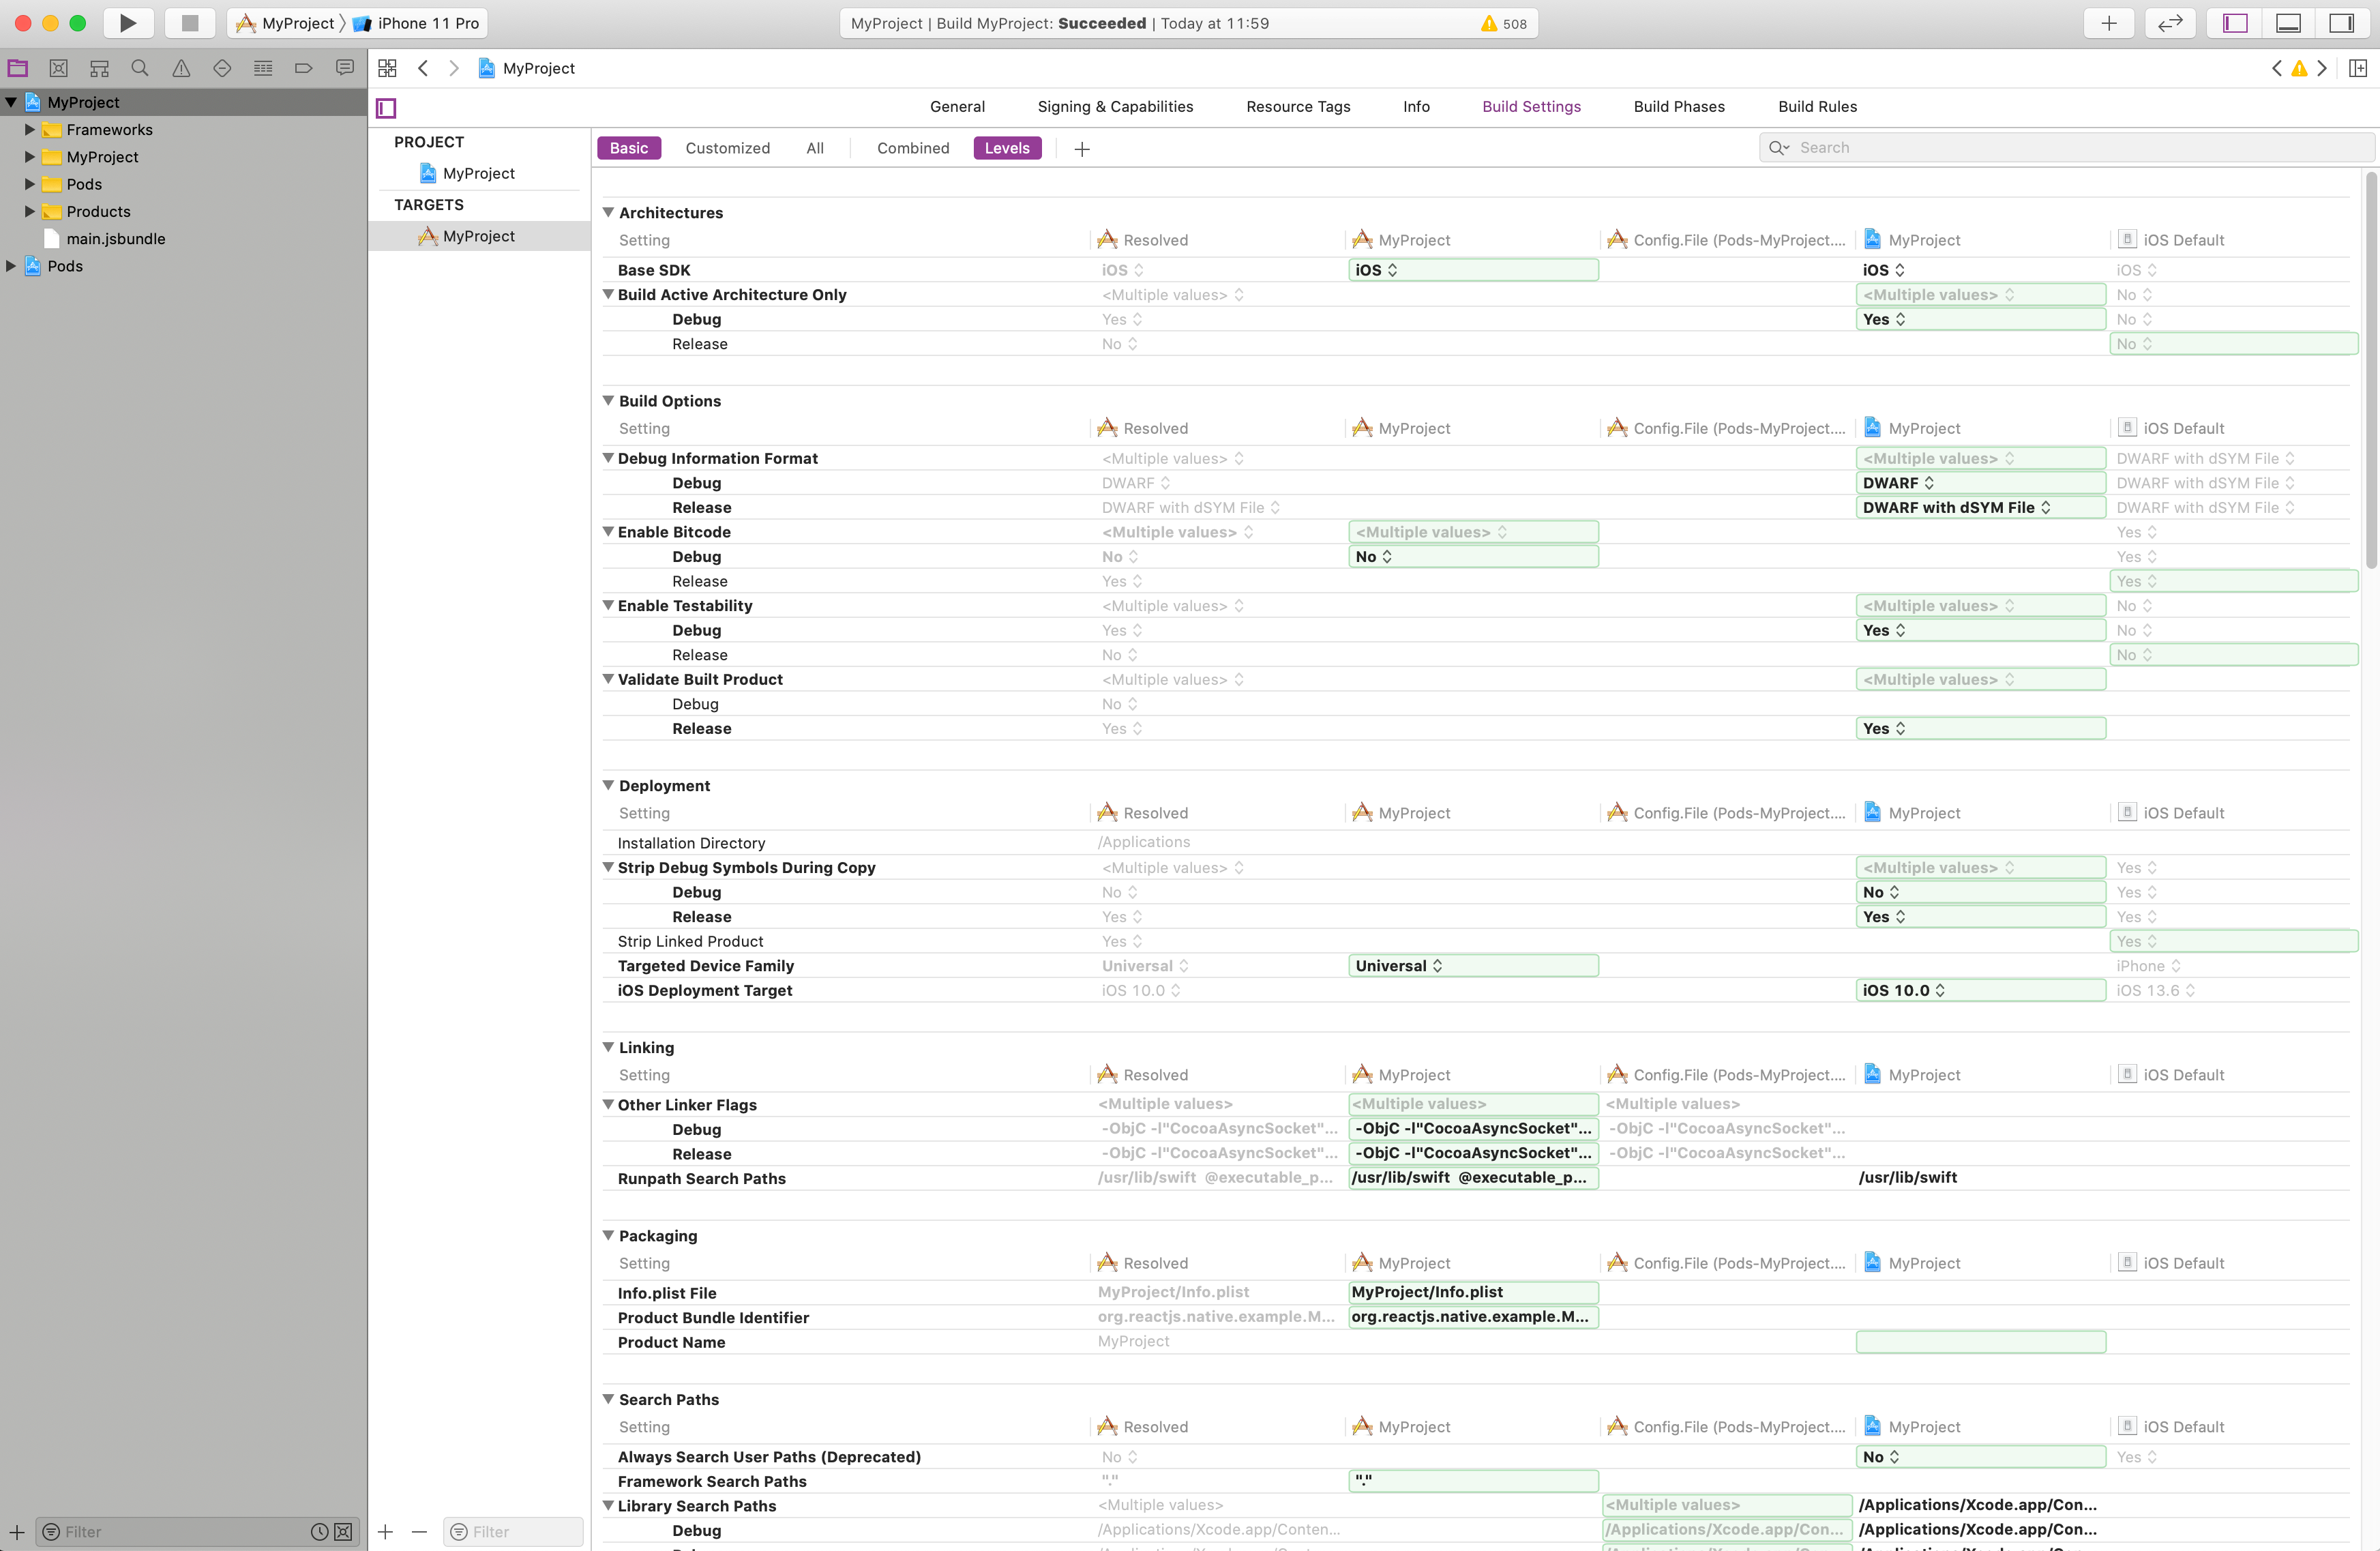 MyProject 〉 iPhone 11 Pro
MyProject | Build MyProject: Succeeded | Today at 11:59
508
MyProject
MyProject
Frameworks
MyProject
Pods
Products
main.jsbundle
Pods
General Signing & Capabilities Resource Tags Info Build Settings Build Phases Build Rules
PROJECT
MyProject
TARGETS
MyProject
Basic Customized All Combined Levels + Search
Architectures
Setting Resolved MyProject Config.File (Pods-MyProject.... MyProject iOS Default
Base SDK iOS iOS iOS iOS
Build Active Architecture Only <Multiple values> <Multiple values> No
Debug Yes Yes No
Release No No
Build Options
Setting Resolved MyProject Config.File (Pods-MyProject.... MyProject iOS Default
Debug Information Format <Multiple values> <Multiple values> DWARF with dSYM File
Debug DWARF DWARF DWARF with dSYM File
Release DWARF with dSYM File DWARF with dSYM File DWARF with dSYM File
Enable Bitcode <Multiple values> <Multiple values> Yes
Debug No No Yes
Release Yes Yes
Enable Testability <Multiple values> <Multiple values> No
Debug Yes Yes No
Release No No
Validate Built Product <Multiple values> <Multiple values>
Debug No
Release Yes Yes
Deployment
Setting Resolved MyProject Config.File (Pods-MyProject.... MyProject iOS Default
Installation Directory /Applications
Strip Debug Symbols During Copy <Multiple values> <Multiple values> Yes
Debug No No Yes
Release Yes Yes Yes
Strip Linked Product Yes Yes
Targeted Device Family Universal Universal iPhone
iOS Deployment Target iOS 10.0 iOS 10.0 iOS 13.6
Linking
Setting Resolved MyProject Config.File (Pods-MyProject.... MyProject iOS Default
Other Linker Flags <Multiple values> <Multiple values> <Multiple values>
Debug -ObjC -l"CocoaAsyncSocket"... -ObjC -l"CocoaAsyncSocket"... -ObjC -l"CocoaAsyncSocket"...
Release -ObjC -l"CocoaAsyncSocket"... -ObjC -l"CocoaAsyncSocket"... -ObjC -l"CocoaAsyncSocket"...
Runpath Search Paths /usr/lib/swift @executable_p... /usr/lib/swift @executable_p... /usr/lib/swift
Packaging
Setting Resolved MyProject Config.File (Pods-MyProject.... MyProject iOS Default
Info.plist File MyProject/Info.plist MyProject/Info.plist
Product Bundle Identifier org.reactjs.native.example.M... org.reactjs.native.example.M...
Product Name MyProject
Search Paths
Setting Resolved MyProject Config.File (Pods-MyProject.... MyProject iOS Default
Always Search User Paths (Deprecated) No No Yes
Framework Search Paths "." "."
Library Search Paths <Multiple values> <Multiple values> /Applications/Xcode.app/Con...
Debug /Applications/Xcode.app/Conten... /Applications/Xcode.app/Con... /Applications/Xcode.app/Con...
+ Filter
+ − Filter